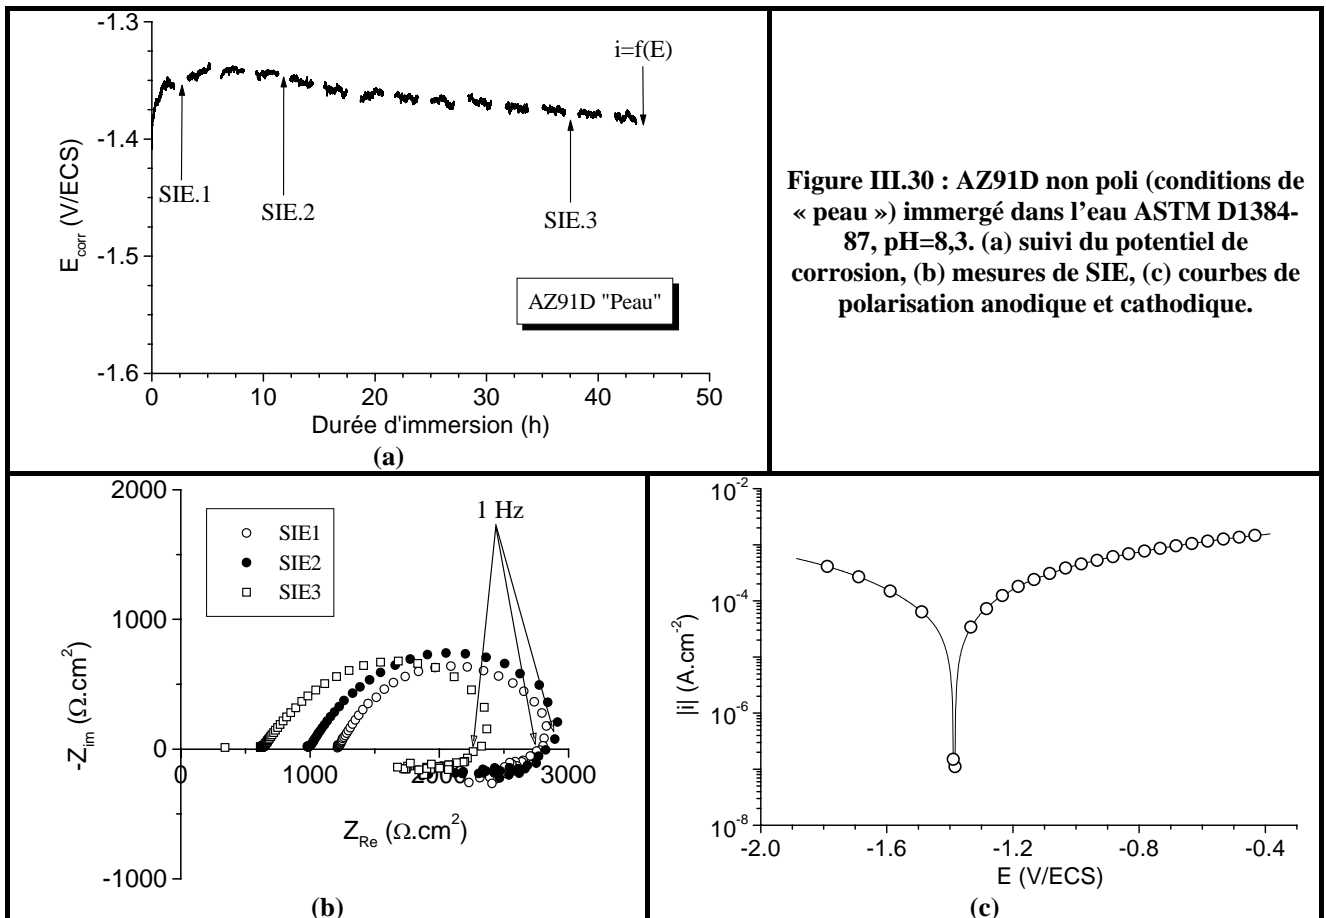 -1.3
-1.4
-1.5
-1.6
E_corr (V/ECS)
i=f(E)
SIE.1
SIE.2
SIE.3
AZ91D "Peau"
0 10 20 30 40 50
Durée d'immersion (h)
(a)
Figure III.30 : AZ91D non poli (conditions de
« peau ») immergé dans l'eau ASTM D1384-
87, pH=8,3. (a) suivi du potentiel de
corrosion, (b) mesures de SIE, (c) courbes de
polarisation anodique et cathodique.
2000
1000
0
-1000
-Z_im (Ω.cm²)
SIE1
SIE2
SIE3
1 Hz
0 1000 2000 3000
Z_Re (Ω.cm²)
(b)
10⁻²
10⁻⁴
10⁻⁶
10⁻⁸
|i| (A.cm⁻²)
-2.0 -1.6 -1.2 -0.8 -0.4
E (V/ECS)
(c)